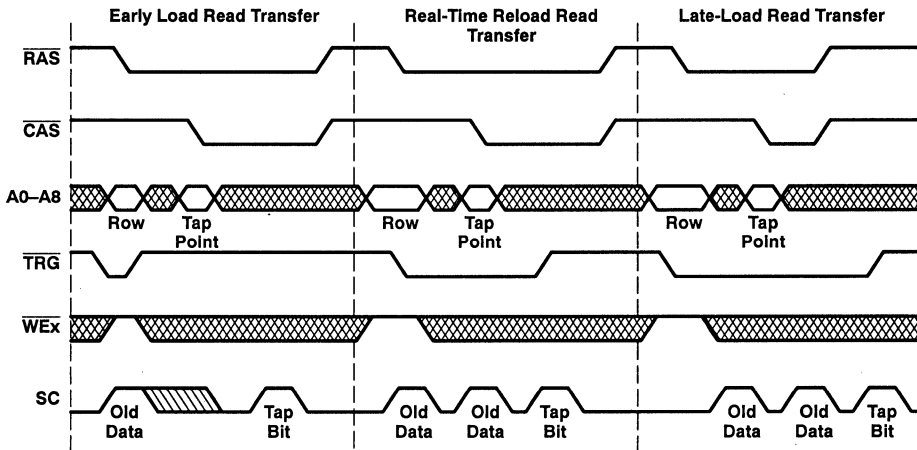 Early Load Read Transfer
Real-Time Reload Read
Transfer
Late-Load Read Transfer
RAS
CAS
A0–A8
Row
Tap
Point
Row
Tap
Point
Row
Tap
Point
TRG
WEx
SC
Old
Data
Tap
Bit
Old
Data
Old
Data
Tap
Bit
Old
Data
Old
Data
Tap
Bit